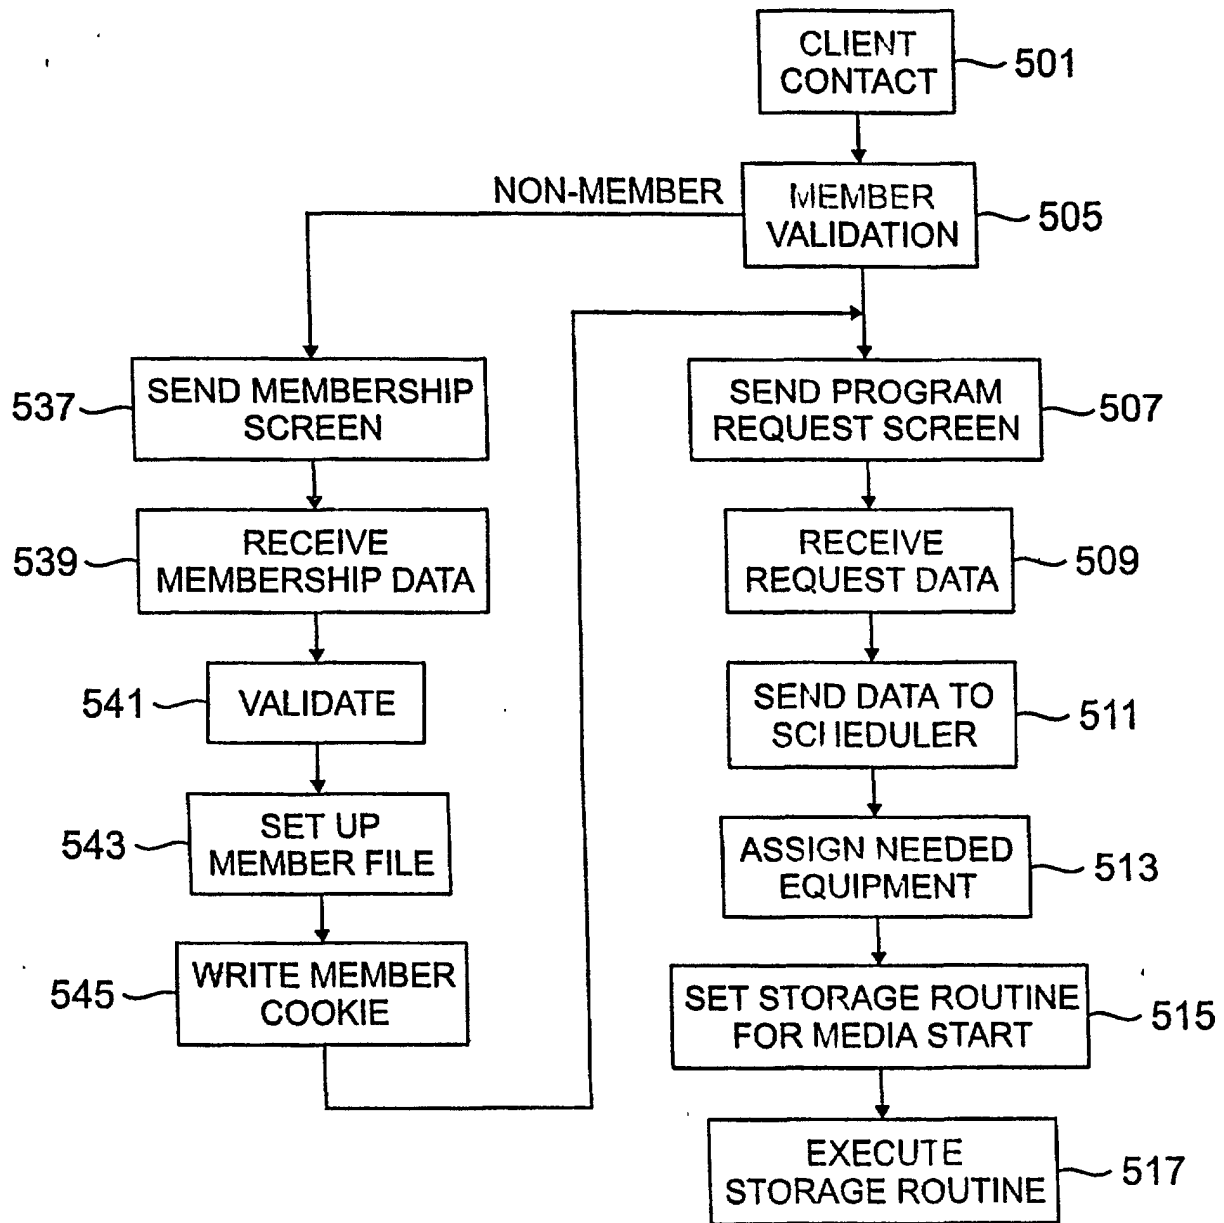 CLIENT
CONTACT
501
NON-MEMBER
MEMBER
VALIDATION
505
537
SEND MEMBERSHIP
SCREEN
SEND PROGRAM
REQUEST SCREEN
507
539
RECEIVE
MEMBERSHIP DATA
RECEIVE
REQUEST DATA
509
541
VALIDATE
SEND DATA TO
SCHEDULER
511
543
SET UP
MEMBER FILE
ASSIGN NEEDED
EQUIPMENT
513
545
WRITE MEMBER
COOKIE
SET STORAGE ROUTINE
FOR MEDIA START
515
EXECUTE
STORAGE ROUTINE
517